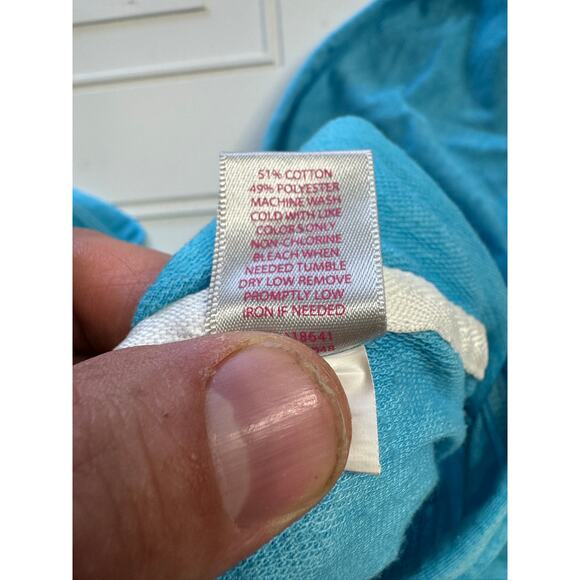 51% COTTON
49% POLYESTER
MACHINE WASH
COLD WITH LIKE
COLORS ONLY
NON-CHLORINE
BLEACH WHEN
NEEDED TUMBLE
DRY LOW REMOVE
PROMPTLY LOW
IRON IF NEEDED